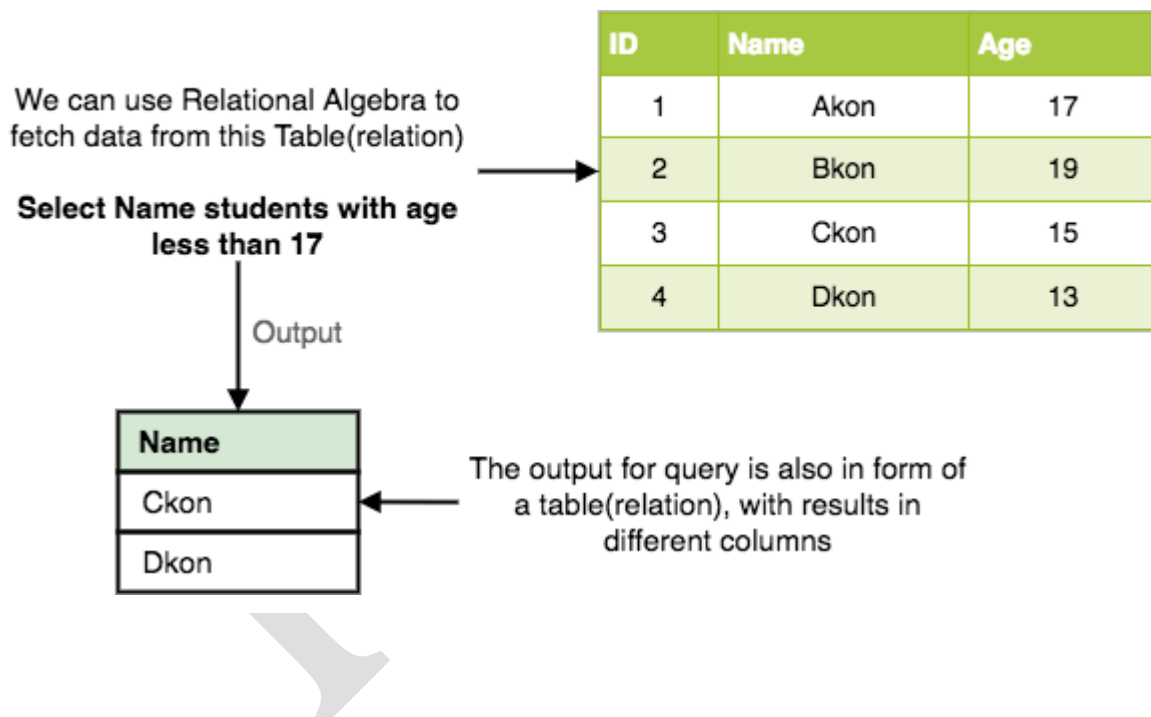 We can use Relational Algebra to
fetch data from this Table(relation)
Select Name students with age
less than 17
ID Name Age
1 Akon 17
2 Bkon 19
3 Ckon 15
4 Dkon 13
Output
Name
Ckon
Dkon
The output for query is also in form of
a table(relation), with results in
different columns